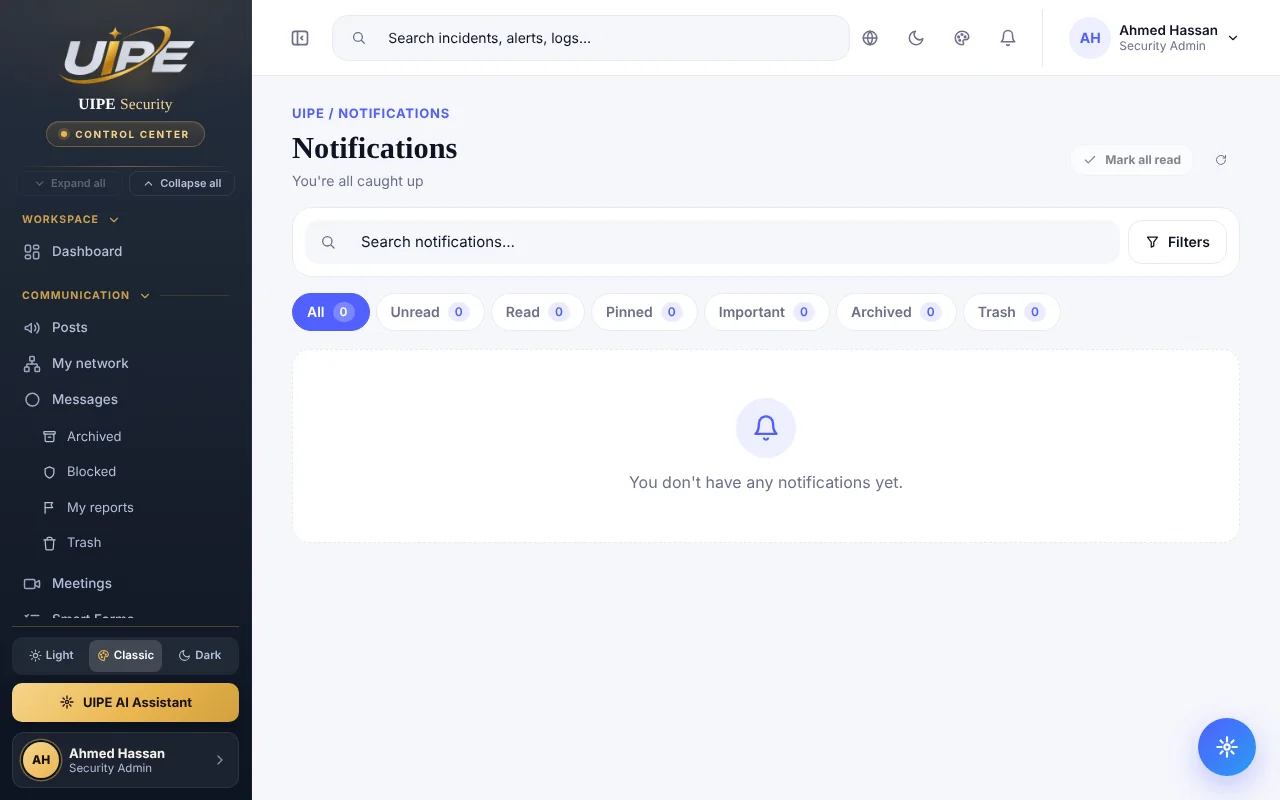 UIPE
UIPE Security
CONTROL CENTER
Expand all
Collapse all
WORKSPACE
Dashboard
COMMUNICATION
Posts
My network
Messages
Archived
Blocked
My reports
Trash
Meetings
Smart Forms
Light
Classic
Dark
UIPE AI Assistant
AH
Ahmed Hassan
Security Admin
Search incidents, alerts, logs...
AH
Ahmed Hassan
Security Admin
UIPE / NOTIFICATIONS
Notifications
You're all caught up
Mark all read
Search notifications...
Filters
All 0
Unread 0
Read 0
Pinned 0
Important 0
Archived 0
Trash 0
You don't have any notifications yet.